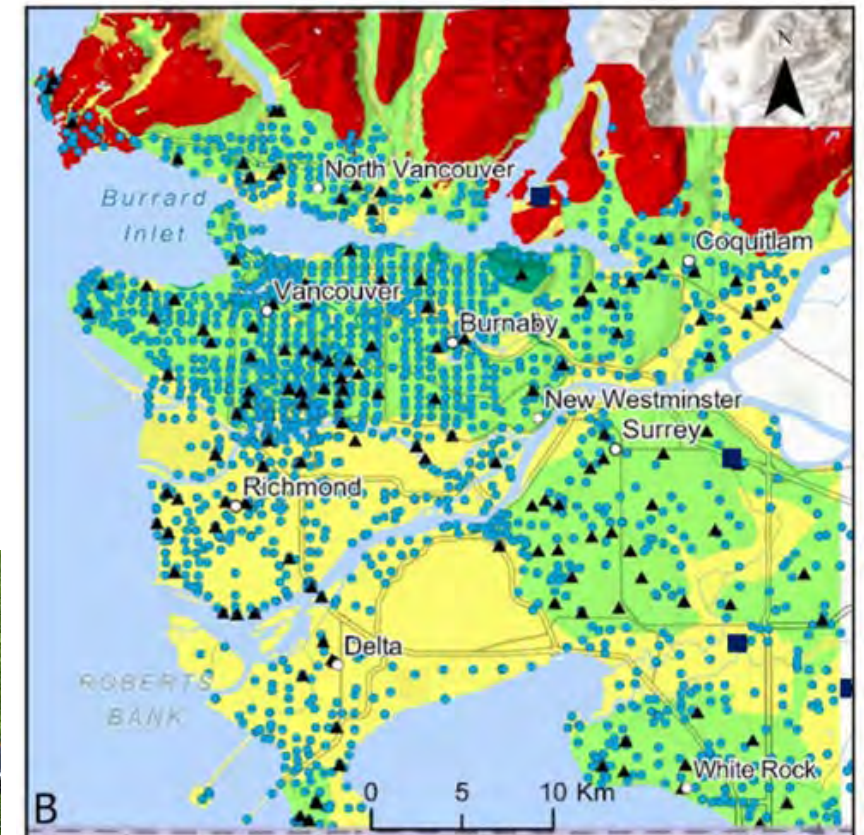 N
North Vancouver
Burrard
Inlet
Coquitlam
Vancouver
Burnaby
New Westminster
Surrey
Richmond
Delta
ROBERTS
BANK
White Rock
0 5 10 Km
B